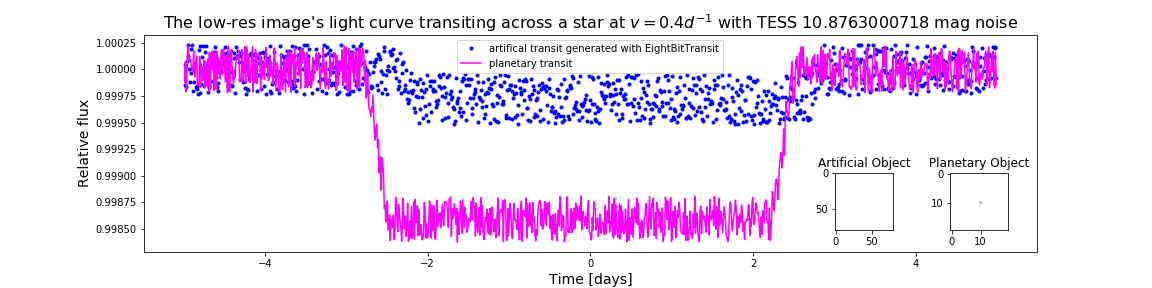 The low-res image's light curve transiting across a star at v = 0.4d⁻¹ with TESS 10.8763000718 mag noise
artifical transit generated with EightBitTransit
planetary transit
Relative flux
1.00025
1.00000
0.99975
0.99950
0.99925
0.99900
0.99875
0.99850
Artificial Object
0
50
0 50
Planetary Object
0
10
0 10
−4 −2 0 2 4
Time [days]